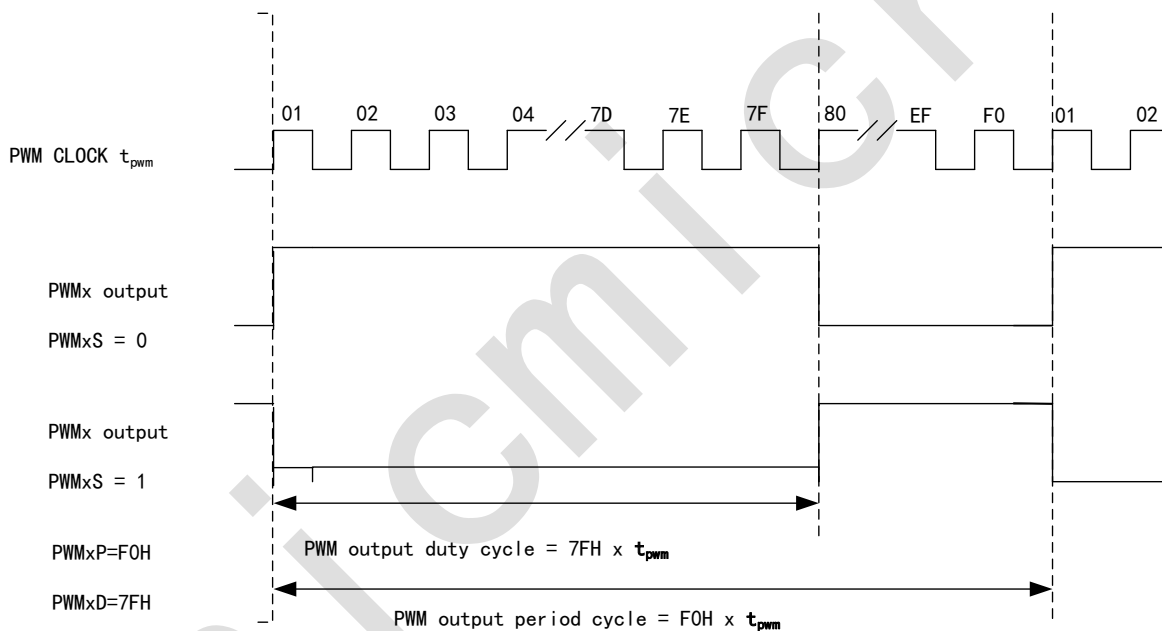 01 02 03 04 7D 7E 7F 80 EF F0 01 02
PWM CLOCK tpwm
PWMx output
PWMxS = 0
PWMx output
PWMxS = 1
PWMxP=F0H
PWM output duty cycle = 7FH x tpwm
PWMxD=7FH
PWM output period cycle = F0H x tpwm
icmicr